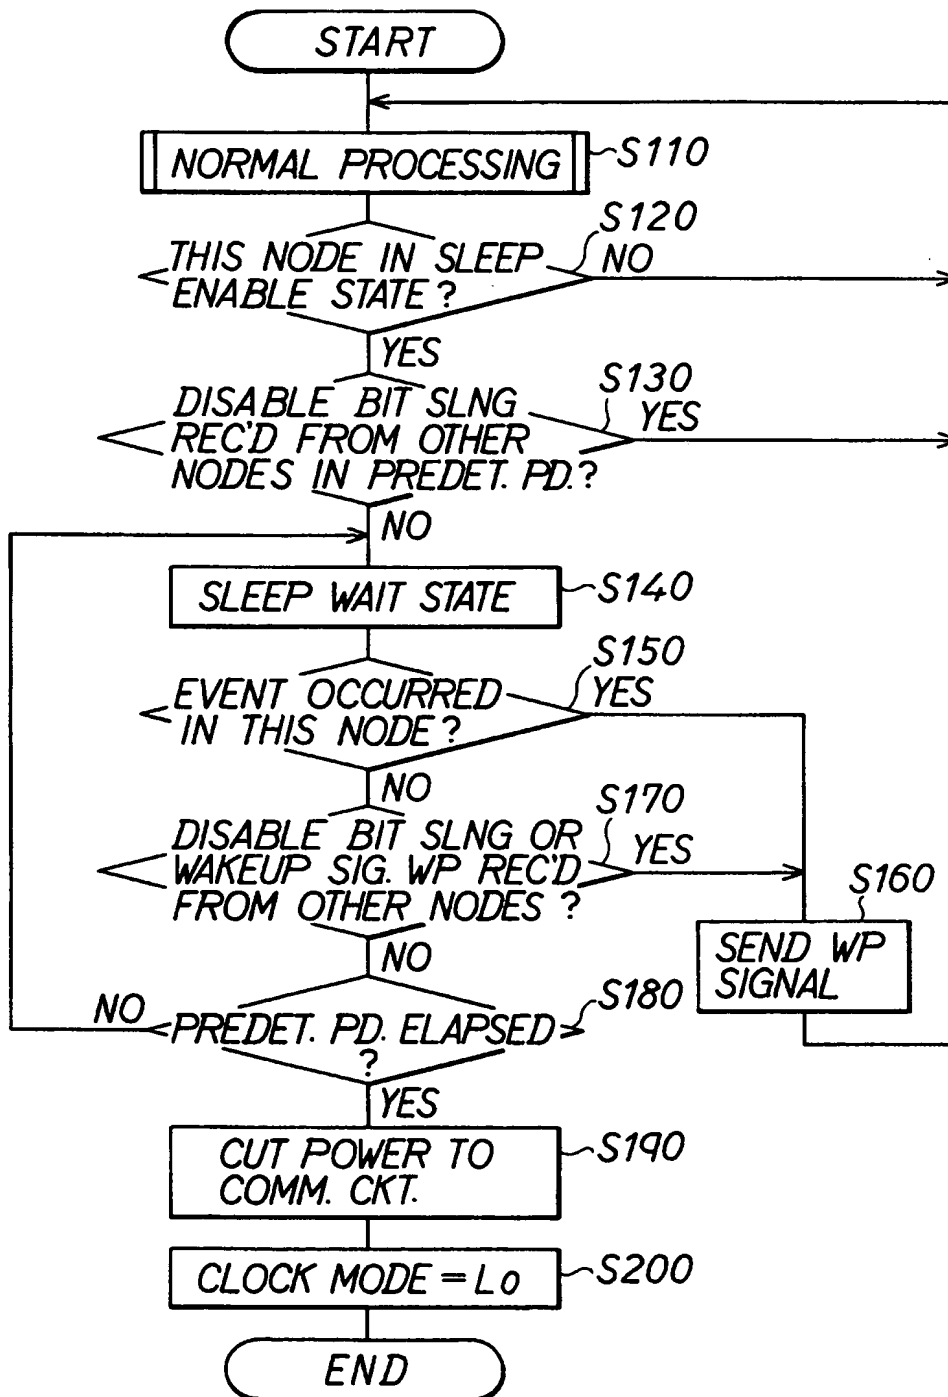 START
NORMAL PROCESSING
S110
S120
THIS NODE IN SLEEP
ENABLE STATE?
NO
YES
S130
DISABLE BIT SLNG
REC'D FROM OTHER
NODES IN PREDET. PD.?
YES
NO
SLEEP WAIT STATE
S140
S150
EVENT OCCURRED
IN THIS NODE?
YES
NO
S170
DISABLE BIT SLNG OR
WAKEUP SIG. WP REC'D
FROM OTHER NODES ?
YES
S160
SEND WP
SIGNAL
NO
NO
PREDET. PD. ELAPSED
?
S180
YES
CUT POWER TO
COMM. CKT.
S190
CLOCK MODE = Lo
S200
END